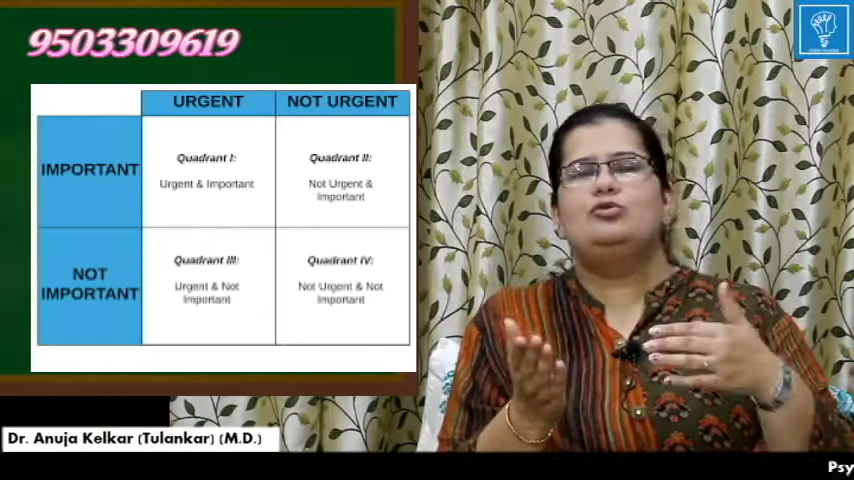 9503309619
URGENT
NOT URGENT
IMPORTANT
Quadrant I:
Urgent & Important
Quadrant II:
Not Urgent &
Important
NOT
IMPORTANT
Quadrant III:
Urgent & Not
Important
Quadrant IV:
Not Urgent & Not
Important
Dr. Anuja Kelkar (Tulankar) (M.D.)
Psy